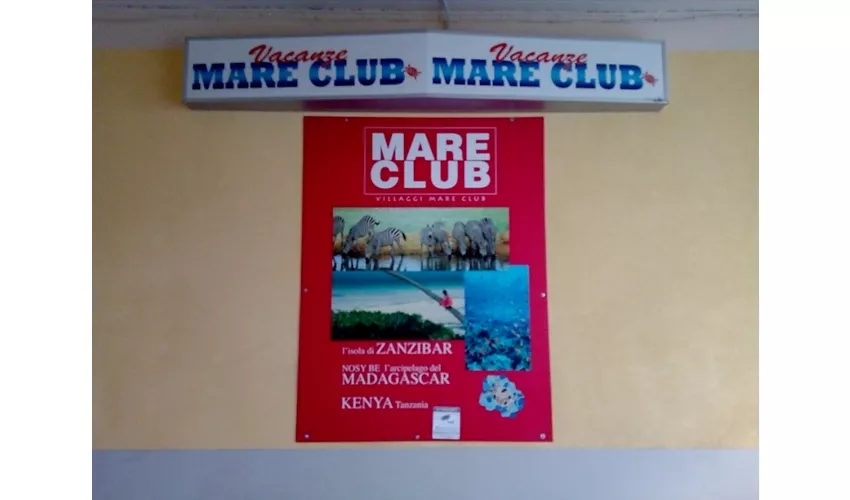 Vacanze
MARE CLUB
Vacanze
MARE CLUB
MARE
CLUB
VILLAGGI MARE CLUB
l'isola di ZANZIBAR
NOSY BE l'arcipelago del
MADAGASCAR
KENYA Tanzania